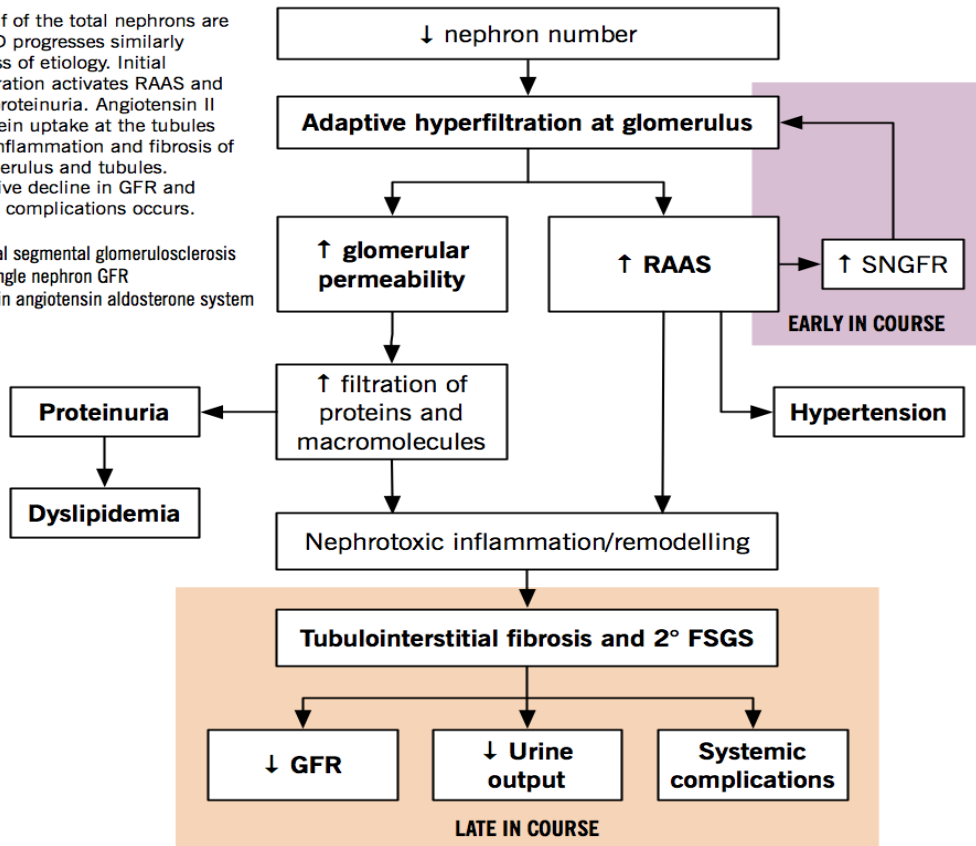 f of the total nephrons are
D progresses similarly
ss of etiology. Initial
ration activates RAAS and
proteinuria. Angiotensin II
ein uptake at the tubules
nflammation and fibrosis of
erulus and tubules.
ive decline in GFR and
complications occurs.
al segmental glomerulosclerosis
ngle nephron GFR
in angiotensin aldosterone system
↓ nephron number
Adaptive hyperfiltration at glomerulus
↑ glomerular
permeability
↑ RAAS
↑ SNGFR
EARLY IN COURSE
↑ filtration of
proteins and
macromolecules
Proteinuria
Hypertension
Dyslipidemia
Nephrotoxic inflammation/remodelling
Tubulointerstitial fibrosis and 2° FSGS
↓ GFR
↓ Urine
output
Systemic
complications
LATE IN COURSE